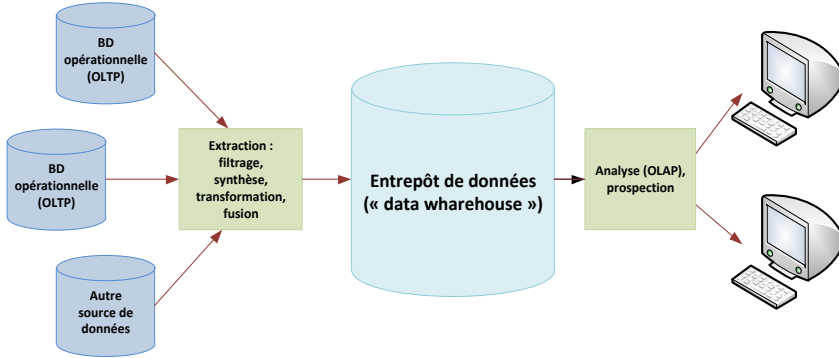 BD
opérationnelle
(OLTP)
BD
opérationnelle
(OLTP)
Autre
source de
données
Extraction :
filtrage,
synthèse,
transformation,
fusion
Entrepôt de données
(« data wharehouse »)
Analyse (OLAP),
prospection